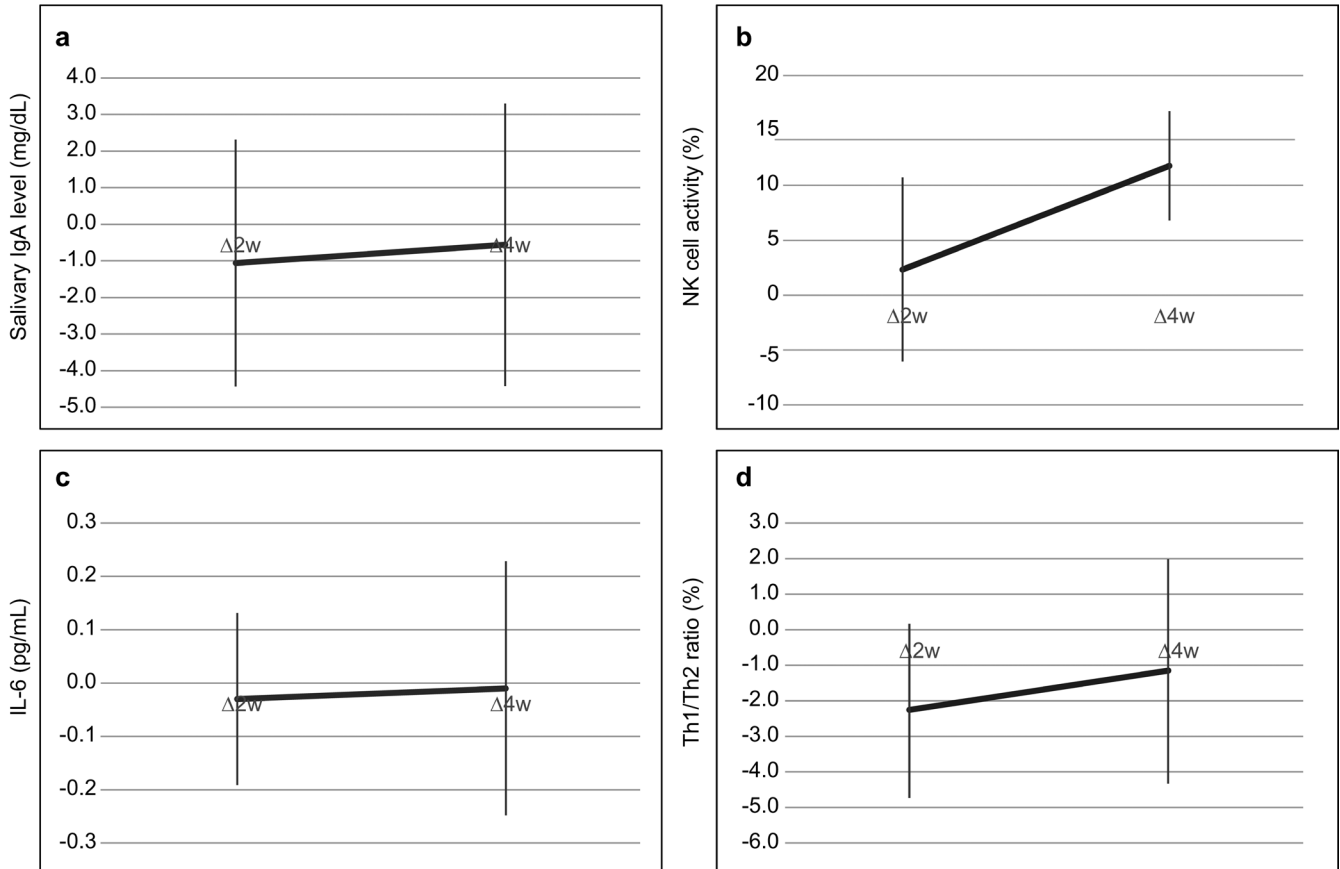 a
Salivary IgA level (mg/dL)
4.0
3.0
2.0
1.0
0.0
-1.0
-2.0
-3.0
-4.0
-5.0
Δ2w
Δ4w
b
NK cell activity (%)
20
15
10
5
0
-5
-10
Δ2w
Δ4w
c
IL-6 (pg/mL)
0.3
0.2
0.1
0.0
-0.1
-0.2
-0.3
Δ2w
Δ4w
d
Th1/Th2 ratio (%)
3.0
2.0
1.0
0.0
-1.0
-2.0
-3.0
-4.0
-5.0
-6.0
Δ2w
Δ4w